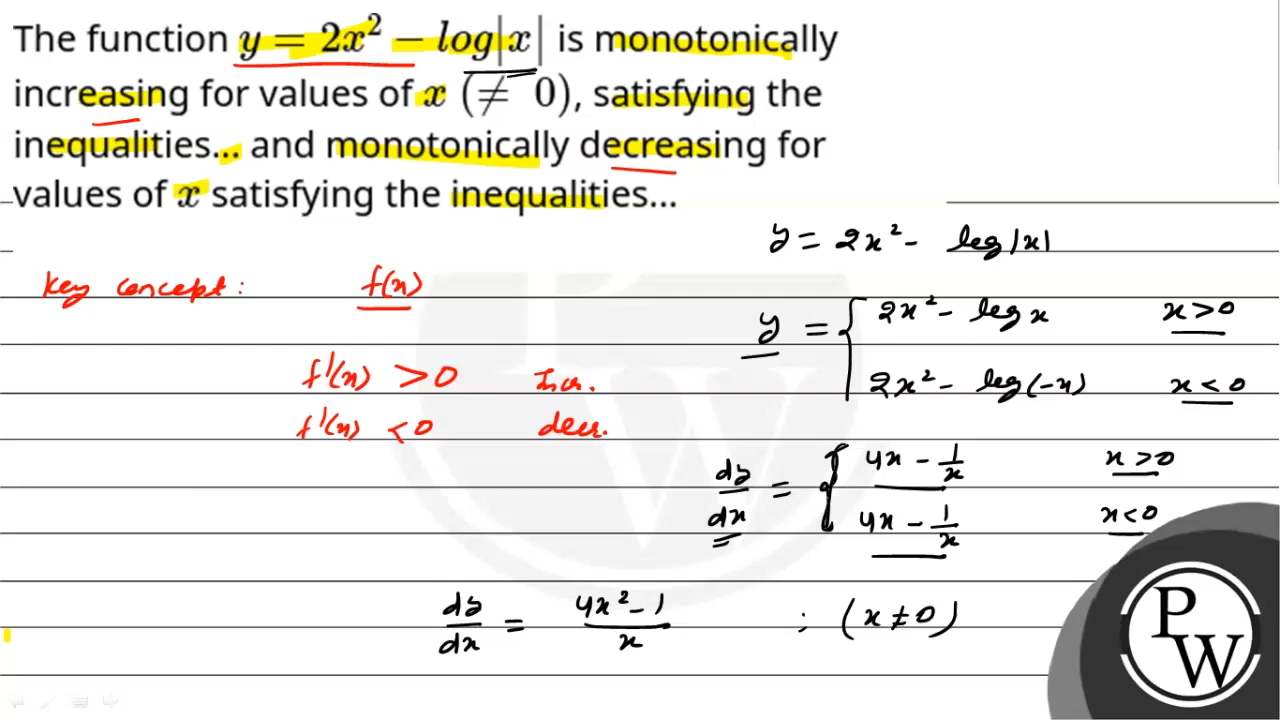 The function y = 2x² − log|x| is monotonically
increasing for values of x (≠ 0), satisfying the
inequalities... and monotonically decreasing for
values of x satisfying the inequalities...
y = 2x² - log|x|
Key concept: f(x)
y = { 2x² - log x x>0
2x² - log(-x) x<0
f'(x) > 0 Incr.
f'(x) < 0 decr.
dy/dx = { 4x - 1/x x>0
4x - 1/x x<0
dy/dx = 4x²-1/x ; (x ≠ 0)
P
W